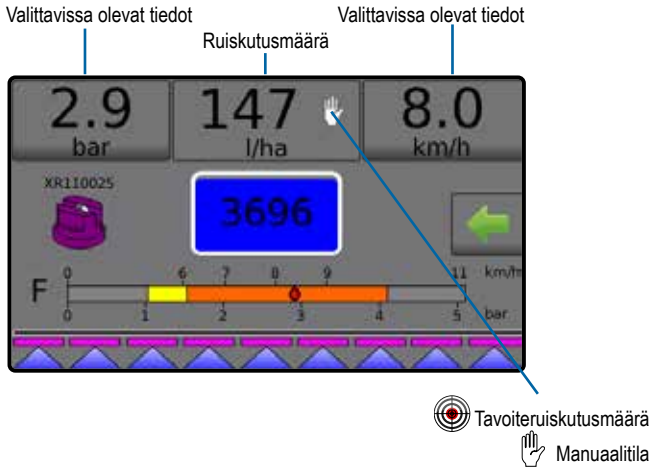 Valittavissa olevat tiedot Valittavissa olevat tiedot
Ruiskutusmäärä
2.9 147 8.0
bar l/ha km/h
XR110025
3696
0 6 7 8 9 11 km/h
F
0 1 2 3 4 5 bar
Tavoiteruiskutusmäärä
Manuaalitila